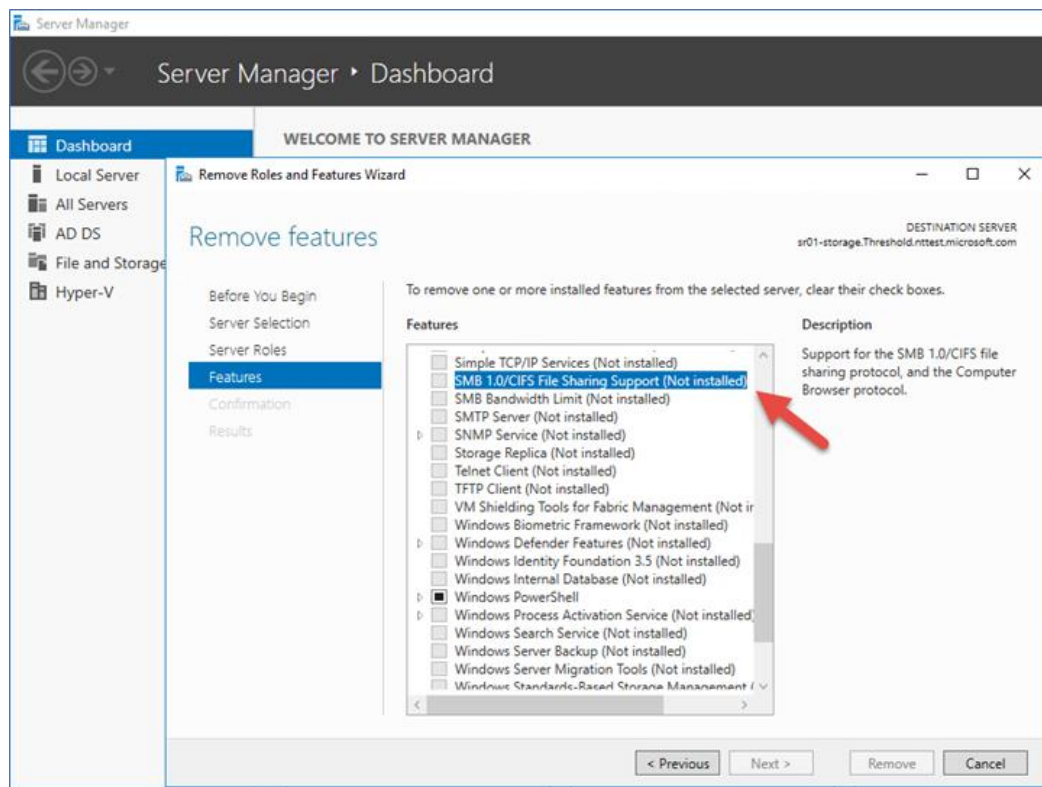 Server Manager
Server Manager ‣ Dashboard
Dashboard
Local Server
All Servers
AD DS
File and Storage
Hyper-V
WELCOME TO SERVER MANAGER
Remove Roles and Features Wizard
Remove features
DESTINATION SERVER
sr01-storage.Threshold.nttest.microsoft.com
Before You Begin
Server Selection
Server Roles
Features
Confirmation
Results
To remove one or more installed features from the selected server, clear their check boxes.
Features
Simple TCP/IP Services (Not installed)
SMB 1.0/CIFS File Sharing Support (Not installed)
SMB Bandwidth Limit (Not installed)
SMTP Server (Not installed)
SNMP Service (Not installed)
Storage Replica (Not installed)
Telnet Client (Not installed)
TFTP Client (Not installed)
VM Shielding Tools for Fabric Management (Not ir
Windows Biometric Framework (Not installed)
Windows Defender Features (Not installed)
Windows Identity Foundation 3.5 (Not installed)
Windows Internal Database (Not installed)
Windows PowerShell
Windows Process Activation Service (Not installed)
Windows Search Service (Not installed)
Windows Server Backup (Not installed)
Windows Server Migration Tools (Not installed)
Windows Standards-Based Storage Management (
Description
Support for the SMB 1.0/CIFS file
sharing protocol, and the Computer
Browser protocol.
< Previous
Next >
Remove
Cancel